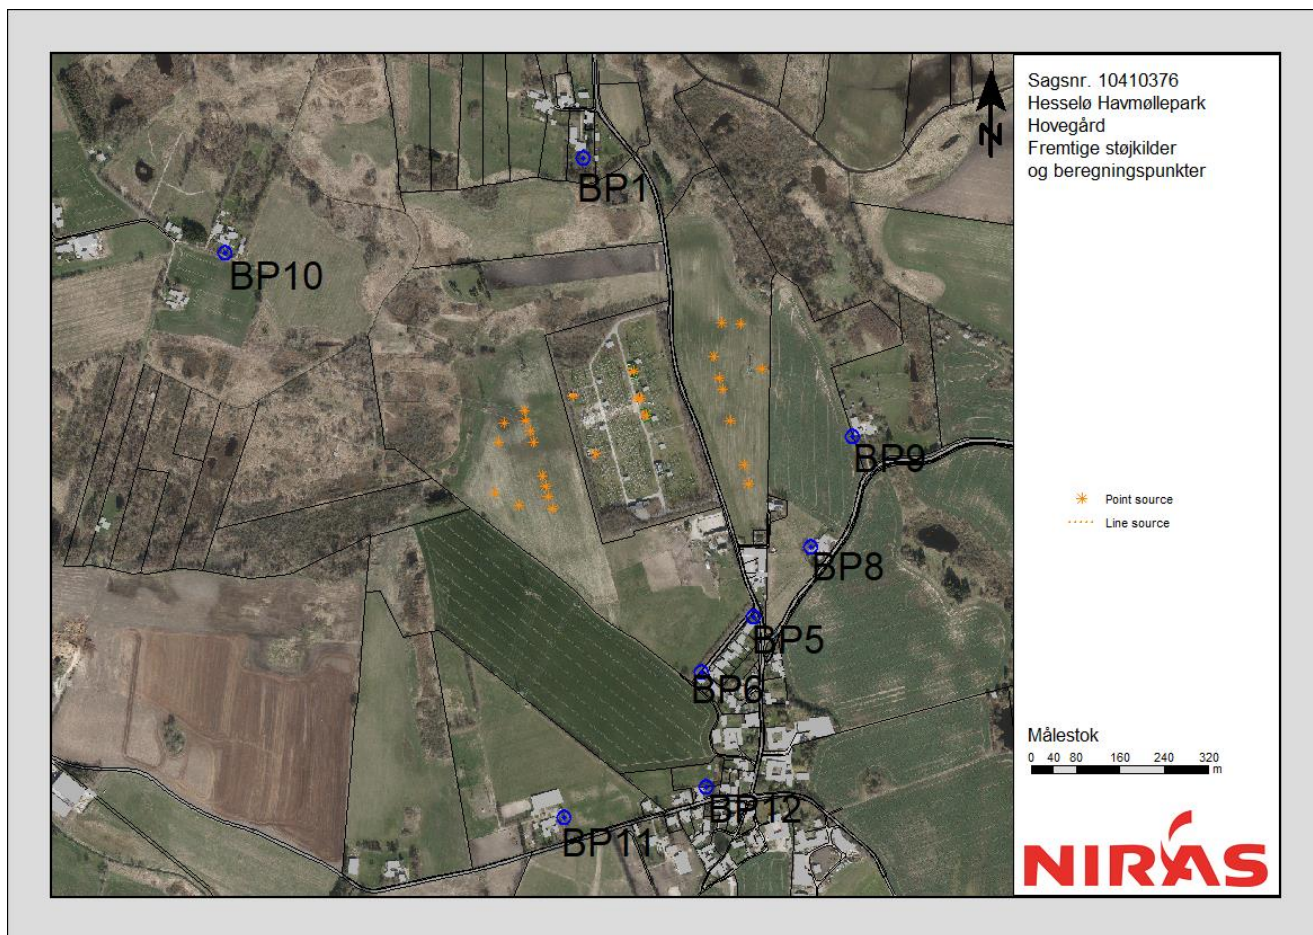 Sagsnr. 10410376
Hesselø Havmøllepark
Hovegård
Fremtige støjkilder
og beregningspunkter
N
BP1
BP10
BP9
BP8
BP5
BP6
BP12
BP11
Point source
Line source
Målestok
0 40 80 160 240 320
m
NIRAS